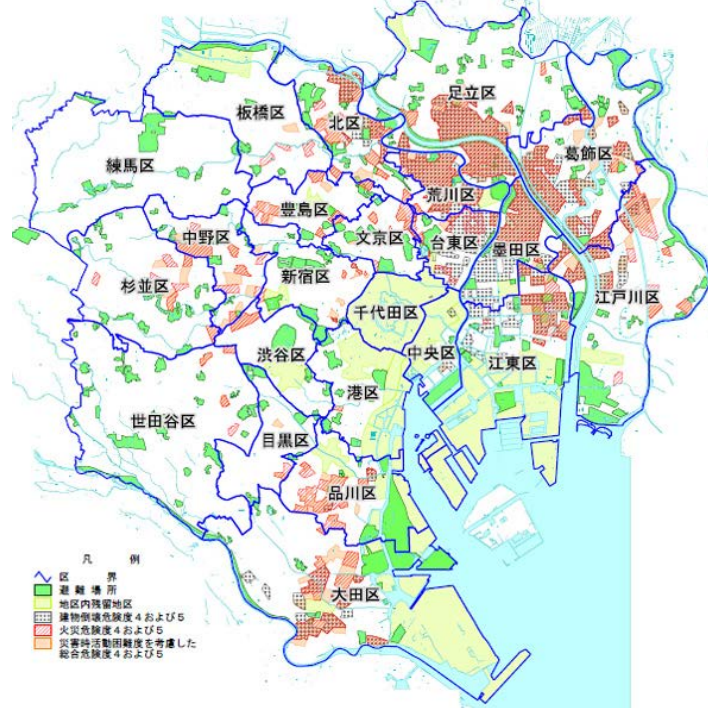 足立区
板橋区
北区
葛飾区
練馬区
荒川区
豊島区
中野区
文京区
台東区
墨田区
新宿区
杉並区
江戸川区
千代田区
中央区
渋谷区
江東区
港区
世田谷区
目黒区
品川区
大田区
凡 例
区 界
避難場所
地区内残留地区
建物倒壊危険度4および5
火災危険度4および5
災害時活動困難度を考慮した
総合危険度4および5